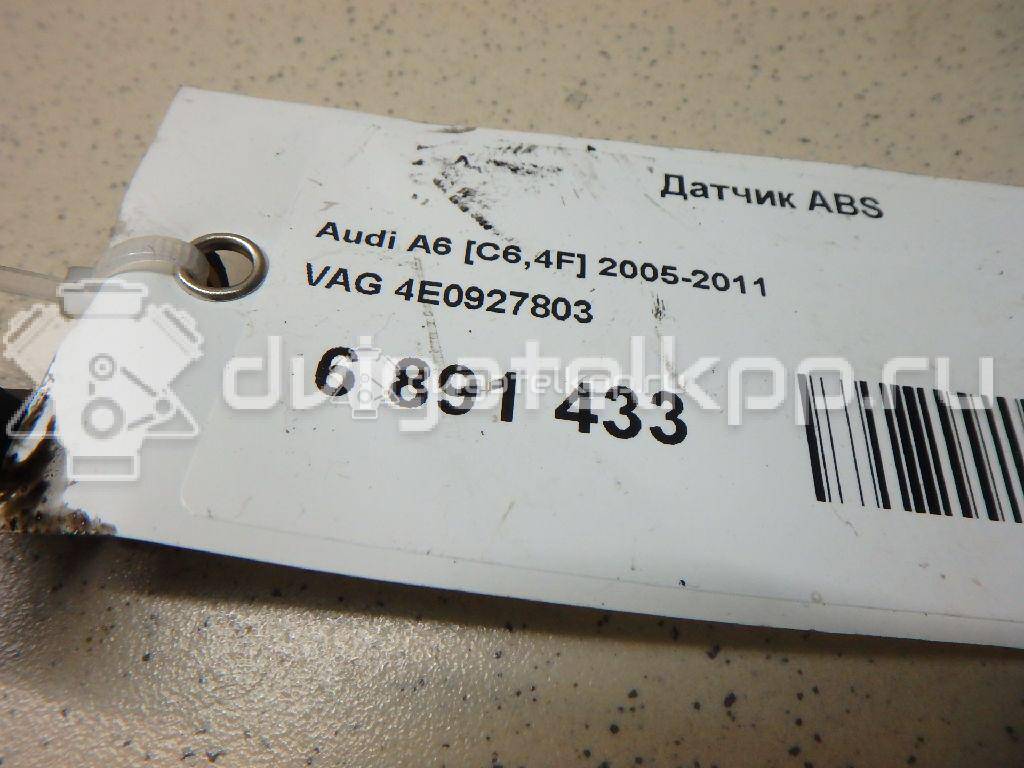 Датчик ABS
Audi A6 [C6,4F] 2005-2011
VAG 4E0927803
6 891 433
dvigatelkpp.ru